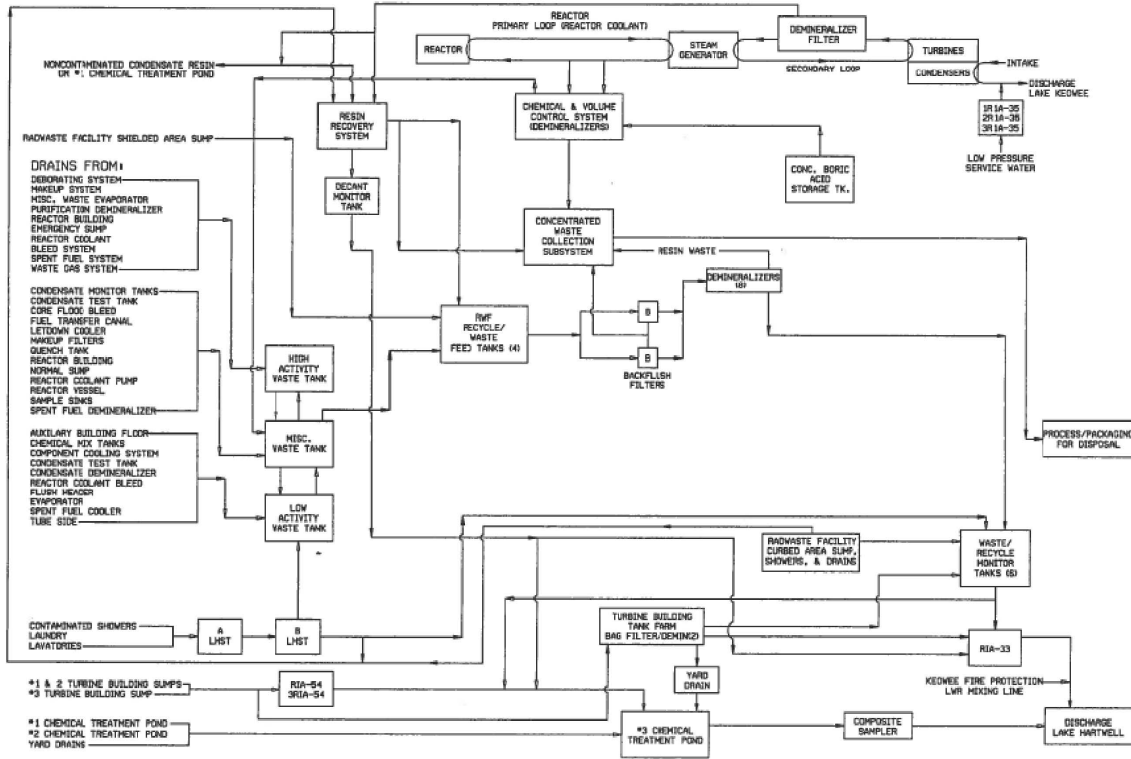 REACTOR
PRIMARY LOOP (REACTOR COOLANT)
REACTOR
STEAM
GENERATOR
DEMINERALIZER
FILTER
SECONDARY LOOP
TURBINES
CONDENSERS
INTAKE
DISCHARGE
LAKE KEOWEE
1R1A-35
2R1A-35
3R1A-35
LOW PRESSURE
SERVICE WATER
NONCONTAMINATED CONDENSATE RESIN
OR #1 CHEMICAL TREATMENT POND
RESIN
RECOVERY
SYSTEM
CHEMICAL & VOLUME
CONTROL SYSTEM
(DEMINERALIZERS)
CONC. BORIC
ACID
STORAGE TK.
RADWASTE FACILITY SHIELDED AREA SUMP
DECANT
MONITOR
TANK
CONCENTRATED
WASTE
COLLECTION
SUBSYSTEM
RESIN WASTE
DEMINERALIZERS
(8)
DRAINS FROM:
DEBORATING SYSTEM
MAKEUP SYSTEM
MISC. WASTE EVAPORATOR
PURIFICATION DEMINERALIZER
REACTOR BUILDING
EMERGENCY SUMP
REACTOR COOLANT
BLEED SYSTEM
SPENT FUEL SYSTEM
WASTE GAS SYSTEM
CONDENSATE MONITOR TANKS
CONDENSATE TEST TANK
CORE FLOOD BLEED
FUEL TRANSFER CANAL
LETDOWN COOLER
MAKEUP FILTERS
QUENCH TANK
REACTOR BUILDING
NORMAL SUMP
REACTOR COOLANT PUMP
REACTOR VESSEL
SAMPLE SINKS
SPENT FUEL DEMINERALIZER
AUXILARY BUILDING FLOOR
CHEMICAL MIX TANKS
COMPONENT COOLING SYSTEM
CONDENSATE TEST TANK
CONDENSATE DEMINERALIZER
REACTOR COOLANT BLEED
FLUSH HEADER
EVAPORATOR
SPENT FUEL COOLER
TUBE SIDE
HIGH
ACTIVITY
WASTE TANK
MISC.
WASTE TANK
LOW
ACTIVITY
WASTE TANK
RWF
RECYCLE/
WASTE
FEED TANKS (4)
B
B
BACKFLUSH
FILTERS
PROCESS/PACKAGING
FOR DISPOSAL
RADWASTE FACILITY
CURBED AREA SUMP,
SHOWERS, & DRAINS
WASTE/
RECYCLE
MONITOR
TANKS (6)
CONTAMINATED SHOWERS
LAUNDRY
LAVATORIES
A
LHST
B
LHST
TURBINE BUILDING
TANK FARM
BAG FILTER/DEMIN(2)
RIA-33
*1 & 2 TURBINE BUILDING SUMPS
*3 TURBINE BUILDING SUMP
RIA-54
3RIA-54
YARD
DRAIN
KEOWEE FIRE PROTECTION
LWR MIXING LINE
*1 CHEMICAL TREATMENT POND
*2 CHEMICAL TREATMENT POND
YARD DRAINS
*3 CHEMICAL
TREATMENT POND
COMPOSITE
SAMPLER
DISCHARGE
LAKE HARTWELL